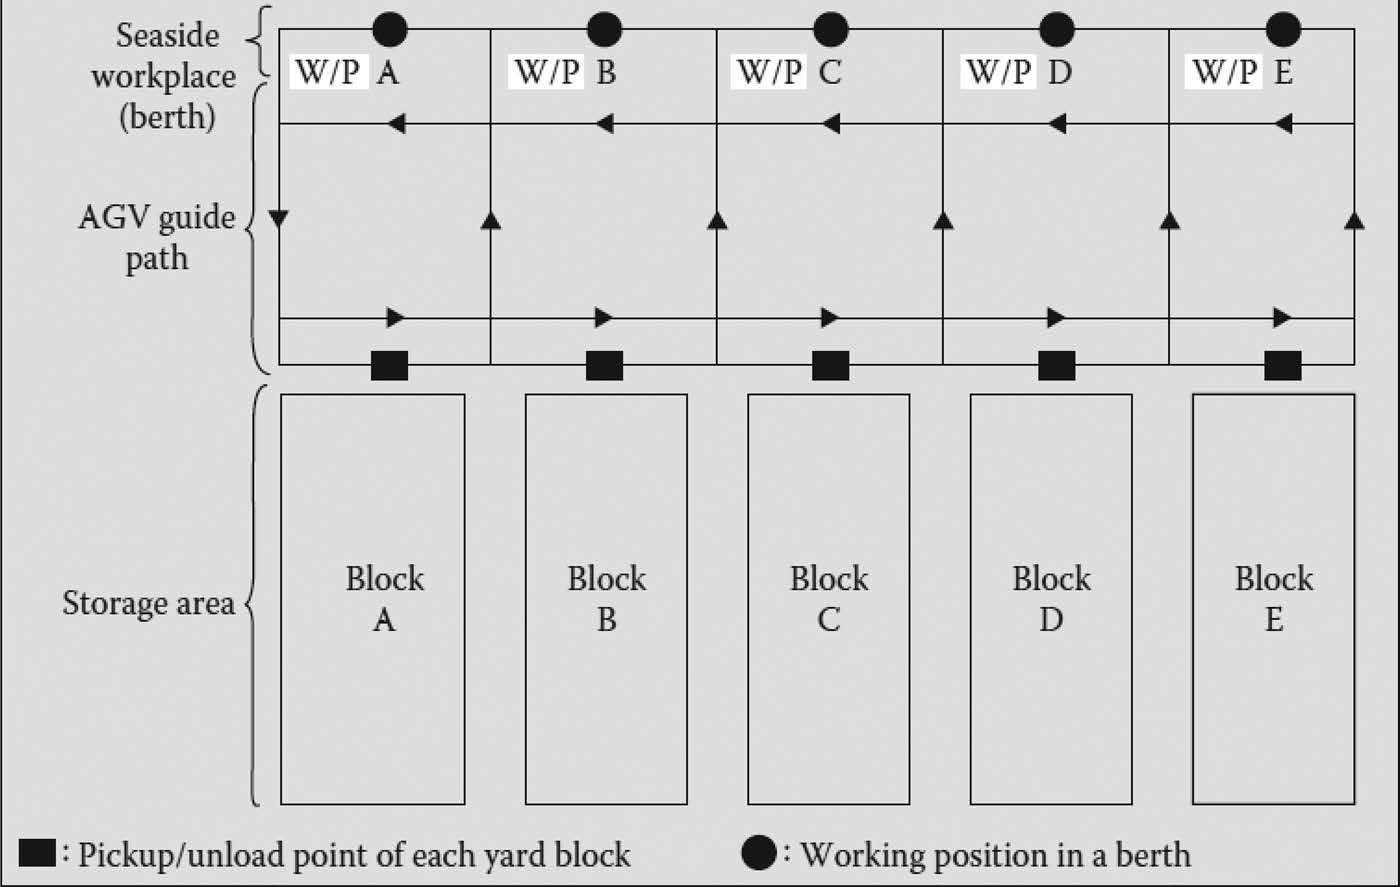 Seaside
workplace
(berth)
W/P A
W/P B
W/P C
W/P D
W/P E
AGV guide
path
Storage area
Block
A
Block
B
Block
C
Block
D
Block
E
: Pickup/unload point of each yard block
: Working position in a berth